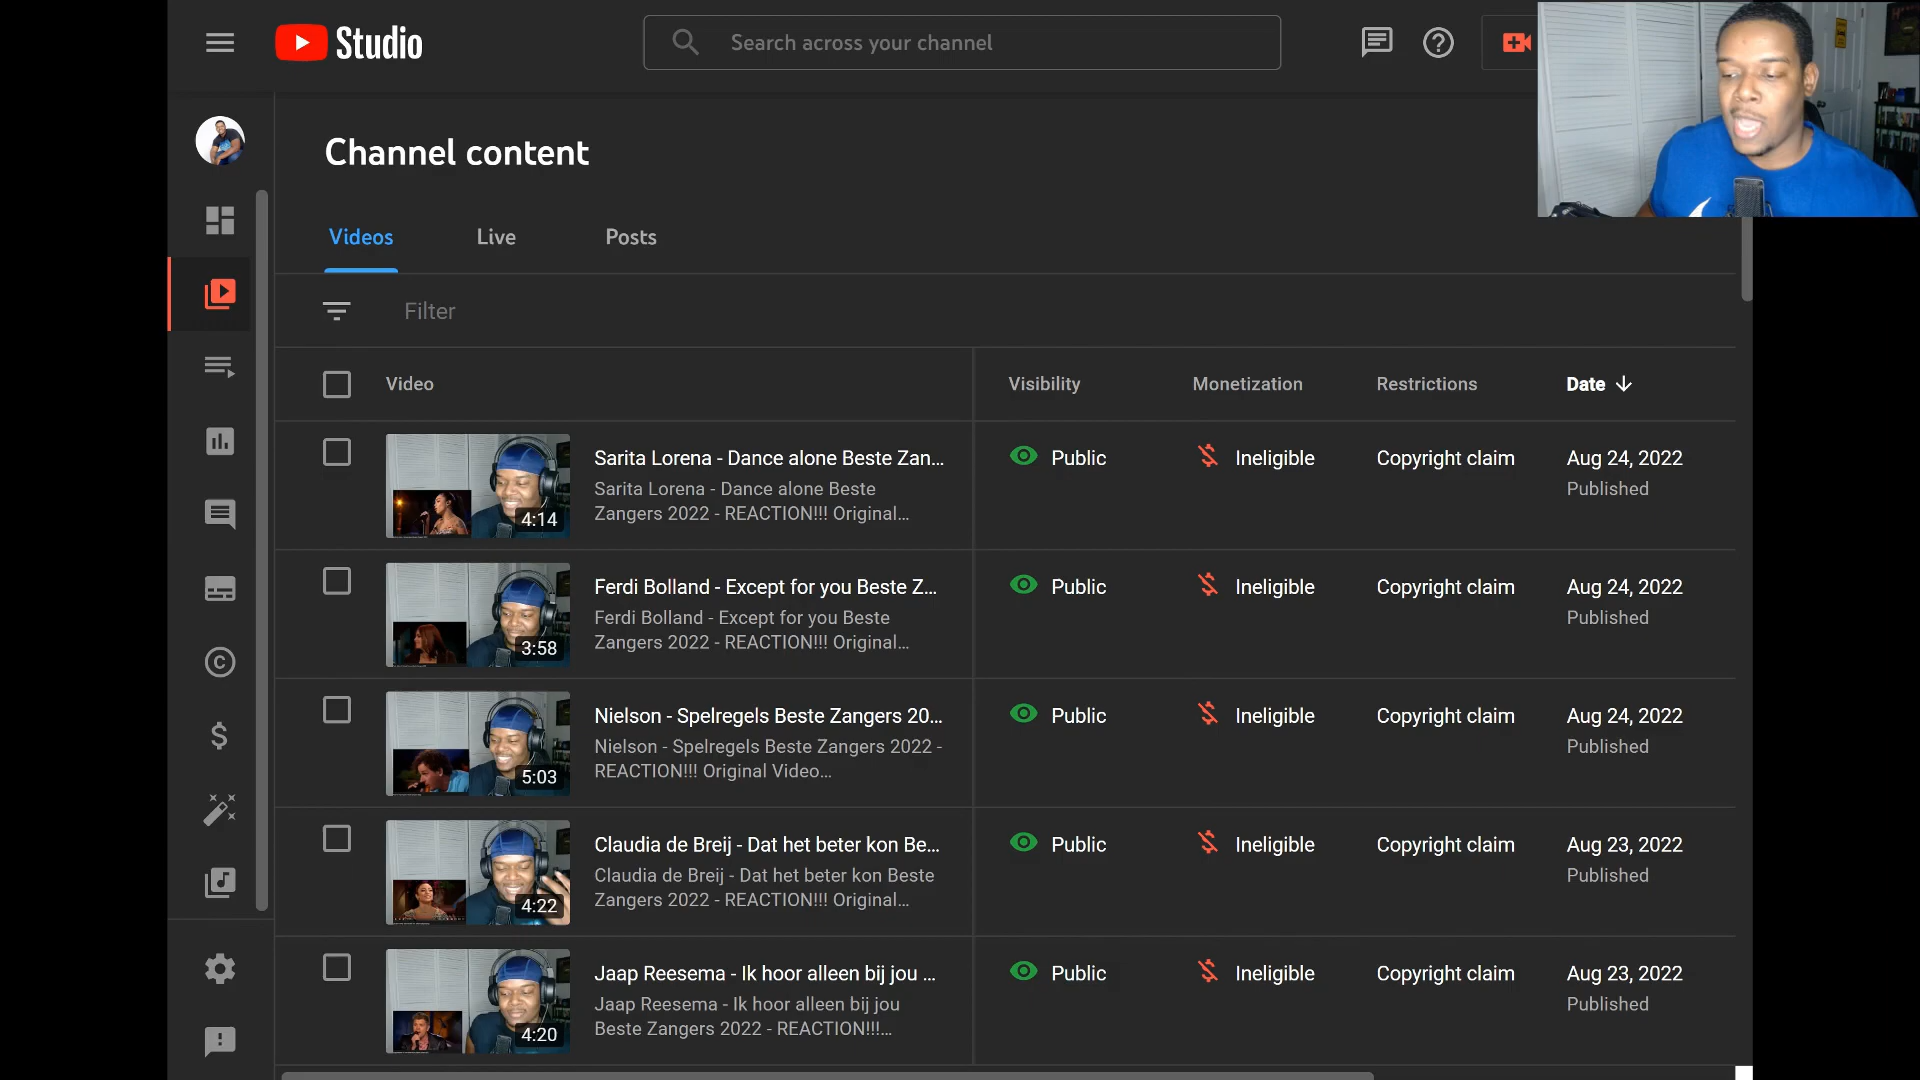 Studio
Search across your channel
Channel content
Videos
Live
Posts
Filter
Video
Visibility
Monetization
Restrictions
Date
Sarita Lorena - Dance alone Beste Zan...
Sarita Lorena - Dance alone Beste
Zangers 2022 - REACTION!!! Original...
4:14
Public
Ineligible
Copyright claim
Aug 24, 2022
Published
Ferdi Bolland - Except for you Beste Z...
Ferdi Bolland - Except for you Beste
Zangers 2022 - REACTION!!! Original...
3:58
Public
Ineligible
Copyright claim
Aug 24, 2022
Published
Nielson - Spelregels Beste Zangers 20...
Nielson - Spelregels Beste Zangers 2022 -
REACTION!!! Original Video...
5:03
Public
Ineligible
Copyright claim
Aug 24, 2022
Published
Claudia de Breij - Dat het beter kon Be...
Claudia de Breij - Dat het beter kon Beste
Zangers 2022 - REACTION!!! Original...
4:22
Public
Ineligible
Copyright claim
Aug 23, 2022
Published
Jaap Reesema - Ik hoor alleen bij jou ...
Jaap Reesema - Ik hoor alleen bij jou
Beste Zangers 2022 - REACTION!!!...
4:20
Public
Ineligible
Copyright claim
Aug 23, 2022
Published